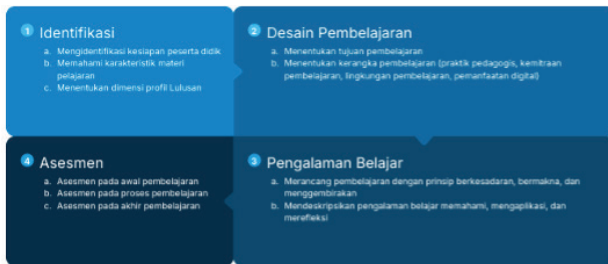 1 Identifikasi
a. Mengidentifikasi kesiapan peserta didik
b. Memahami karakteristik materi
pelajaran
c. Menentukan dimensi profil Lulusan
2 Desain Pembelajaran
a. Menentukan tujuan pembelajaran
b. Menentukan kerangka pembelajaran (praktik pedagogis, kemitraan
pembelajaran, lingkungan pembelajaran, pemanfaatan digital)
3 Pengalaman Belajar
a. Merancang pembelajaran dengan prinsip berkesadaran, bermakna, dan
menggembirakan
b. Mendeskripsikan pengalaman belajar memahami, mengaplikasi, dan
merefleksi
4 Asesmen
a. Asesmen pada awal pembelajaran
b. Asesmen pada proses pembelajaran
c. Asesmen pada akhir pembelajaran